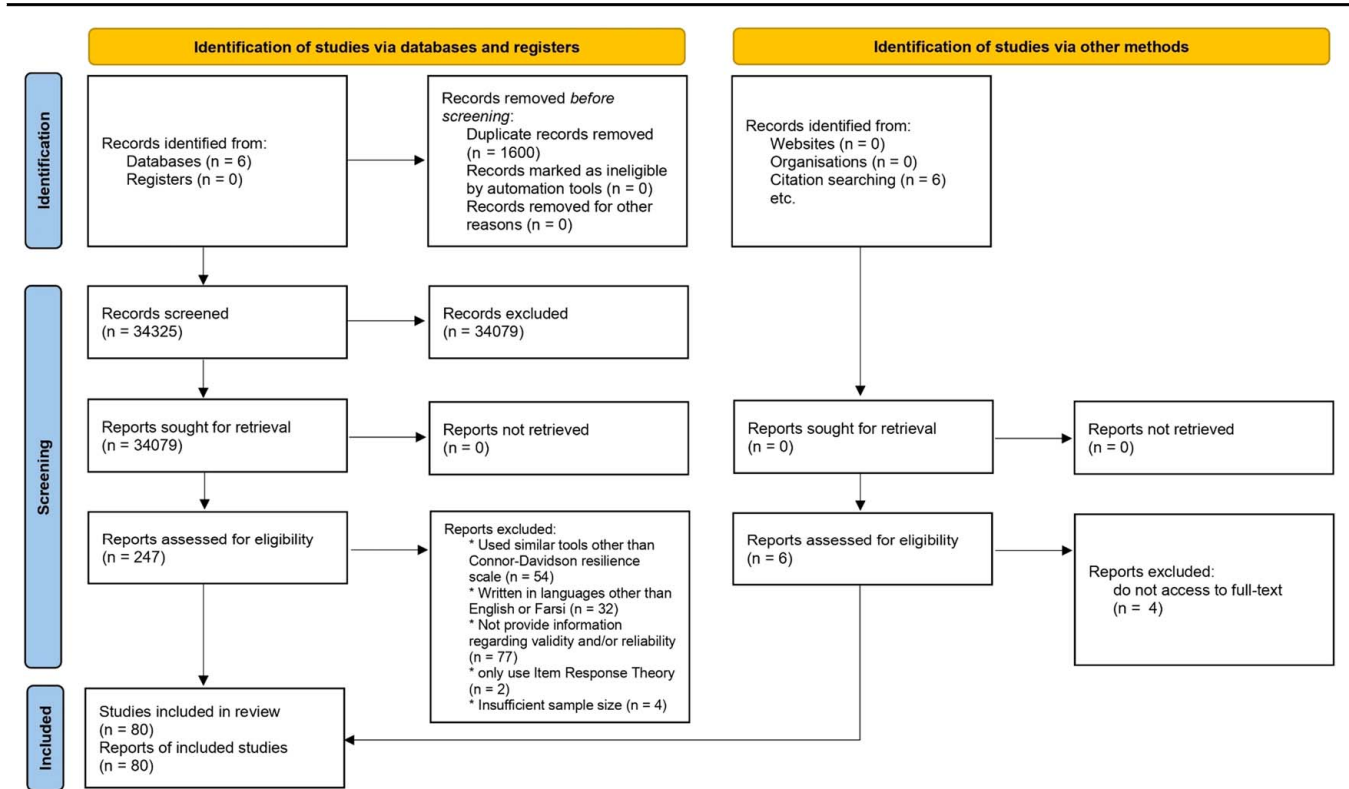 Identification of studies via databases and registers
Identification of studies via other methods
Identification
Records identified from:
Databases (n = 6)
Registers (n = 0)
Records removed before
screening:
Duplicate records removed
(n = 1600)
Records marked as ineligible
by automation tools (n = 0)
Records removed for other
reasons (n = 0)
Records identified from:
Websites (n = 0)
Organisations (n = 0)
Citation searching (n = 6)
etc.
Screening
Records screened
(n = 34325)
Records excluded
(n = 34079)
Reports sought for retrieval
(n = 34079)
Reports not retrieved
(n = 0)
Reports sought for retrieval
(n = 0)
Reports not retrieved
(n = 0)
Reports assessed for eligibility
(n = 247)
Reports excluded:
* Used similar tools other than
Connor-Davidson resilience
scale (n = 54)
* Written in languages other than
English or Farsi (n = 32)
* Not provide information
regarding validity and/or reliability
(n = 77)
* only use Item Response Theory
(n = 2)
* Insufficient sample size (n = 4)
Reports assessed for eligibility
(n = 6)
Reports excluded:
do not access to full-text
(n = 4)
Included
Studies included in review
(n = 80)
Reports of included studies
(n = 80)